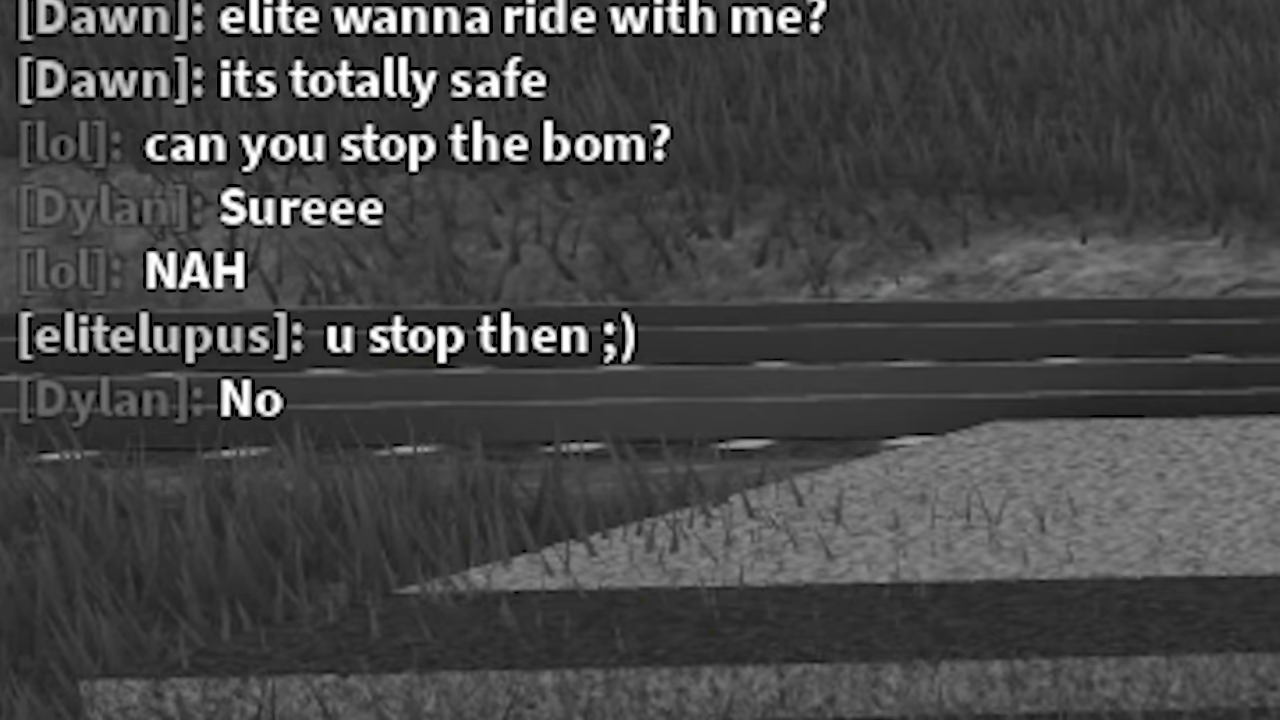 [Dawn]: elite wanna ride with me?
[Dawn]: its totally safe
[lol]: can you stop the bom?
[Dylan]: Sureee
[lol]: NAH
[elitelupus]: u stop then ;)
[Dylan]: No